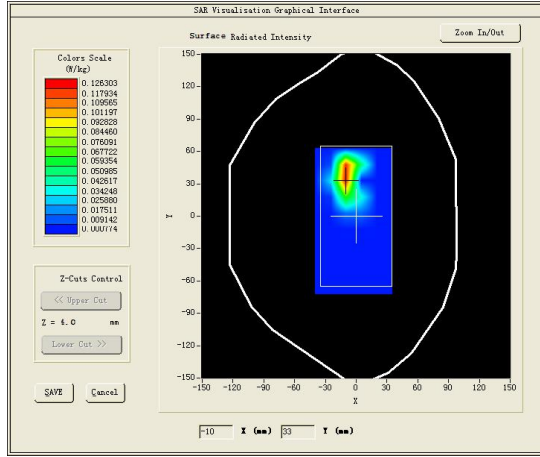 SAR Visualisation Graphical Interface
Surface Radiated Intensity
Zoom In/Out
Colors Scale
(W/kg)
0.126303
0.117934
0.109565
0.101197
0.092828
0.084460
0.076091
0.067722
0.059354
0.050985
0.042617
0.034248
0.025880
0.017511
0.009142
0.000774
Z-Cuts Control
<< Upper Cut
Z = 4.0 mm
Lower Cut >>
SAVE Cancel
150
120
90
60
30
0
-30
-60
-90
-120
-150
Y
-150 -120 -90 -60 -30 0 30 60 90 120 150
X
-10 X (mm) 33 Y (mm)